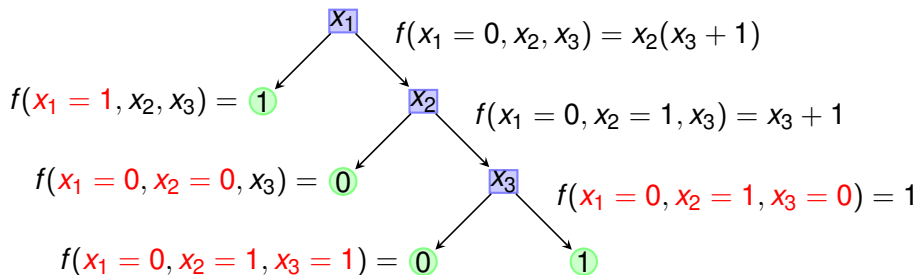 x₁
f(x₁ = 0, x₂, x₃) = x₂(x₃ + 1)
f(x₁ = 1, x₂, x₃) = 1
x₂
f(x₁ = 0, x₂ = 1, x₃) = x₃ + 1
f(x₁ = 0, x₂ = 0, x₃) = 0
x₃
f(x₁ = 0, x₂ = 1, x₃ = 0) = 1
f(x₁ = 0, x₂ = 1, x₃ = 1) = 0
1